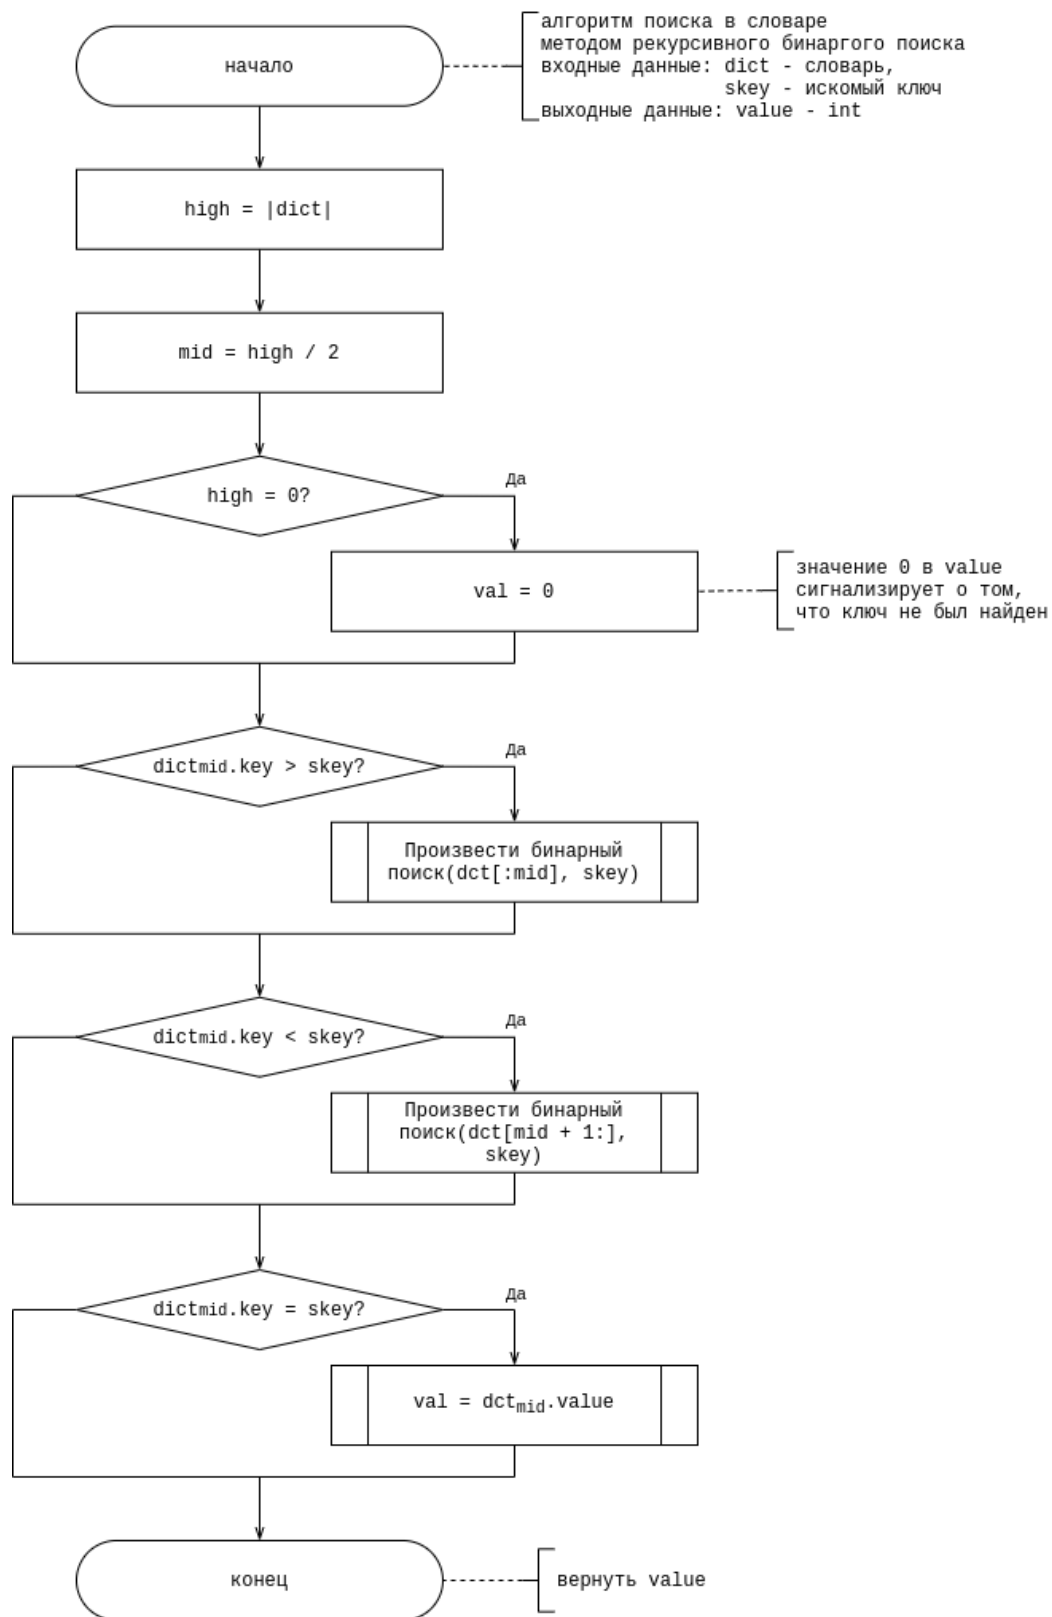 алгоритм поиска в словаре
методом рекурсивного бинаргого поиска
входные данные: dict - словарь,
skey - искомый ключ
выходные данные: value - int
начало
high = |dict|
mid = high / 2
high = 0?
Да
val = 0
значение 0 в value
сигнализирует о том,
что ключ не был найден
dictmid.key > skey?
Да
Произвести бинарный
поиск(dct[:mid], skey)
dictmid.key < skey?
Да
Произвести бинарный
поиск(dct[mid + 1:],
skey)
dictmid.key = skey?
Да
val = dctmid.value
конец
вернуть value